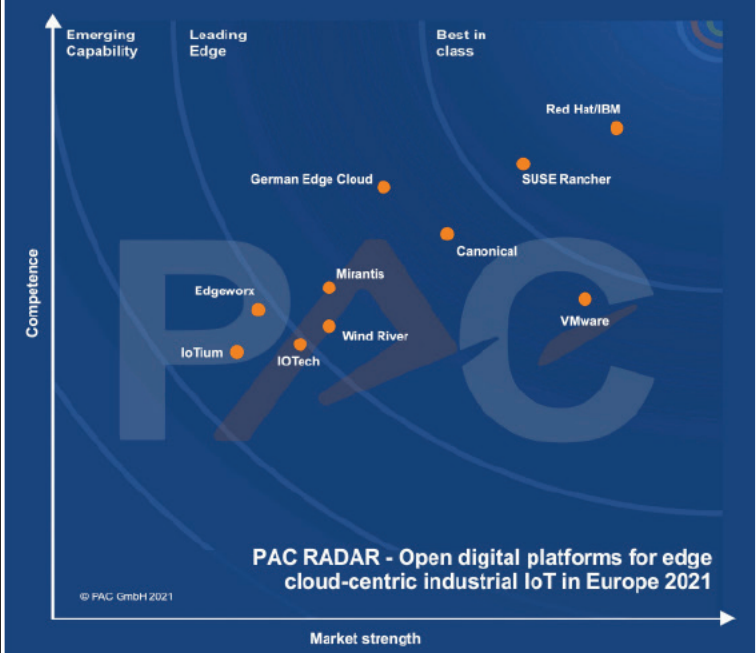 Emerging
Capability
Leading
Edge
Best in
class
Red Hat/IBM
SUSE Rancher
German Edge Cloud
Canonical
Mirantis
Edgeworx
VMware
Wind River
IoTium
IOTech
PAC
Competence
PAC RADAR - Open digital platforms for edge
cloud-centric industrial IoT in Europe 2021
© PAC GmbH 2021
Market strength